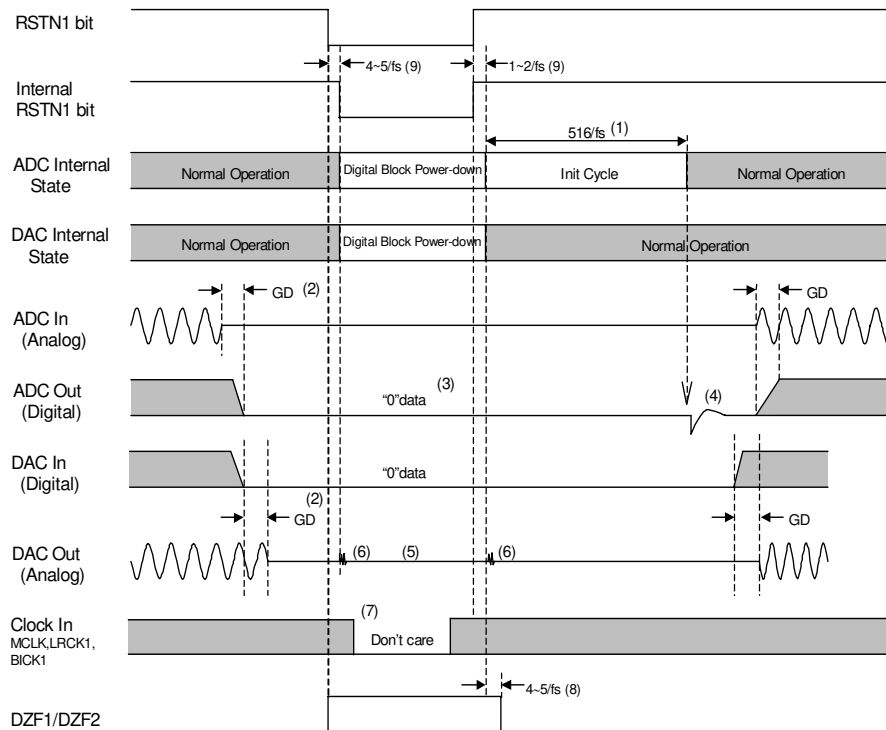 RSTN1 bit
4~5/fs (9)
1~2/fs (9)
Internal
RSTN1 bit
516/fs (1)
ADC Internal
State
Normal Operation
Digital Block Power-down
Init Cycle
Normal Operation
DAC Internal
State
Normal Operation
Digital Block Power-down
Normal Operation
GD (2)
GD
ADC In
(Analog)
ADC Out
(Digital)
“0”data
(3)
(4)
DAC In
(Digital)
“0”data
(2)
GD
GD
DAC Out
(Analog)
(6)
(5)
(6)
Clock In
MCLK,LRCK1,
BICK1
(7)
Don’t care
4~5/fs (8)
DZF1/DZF2